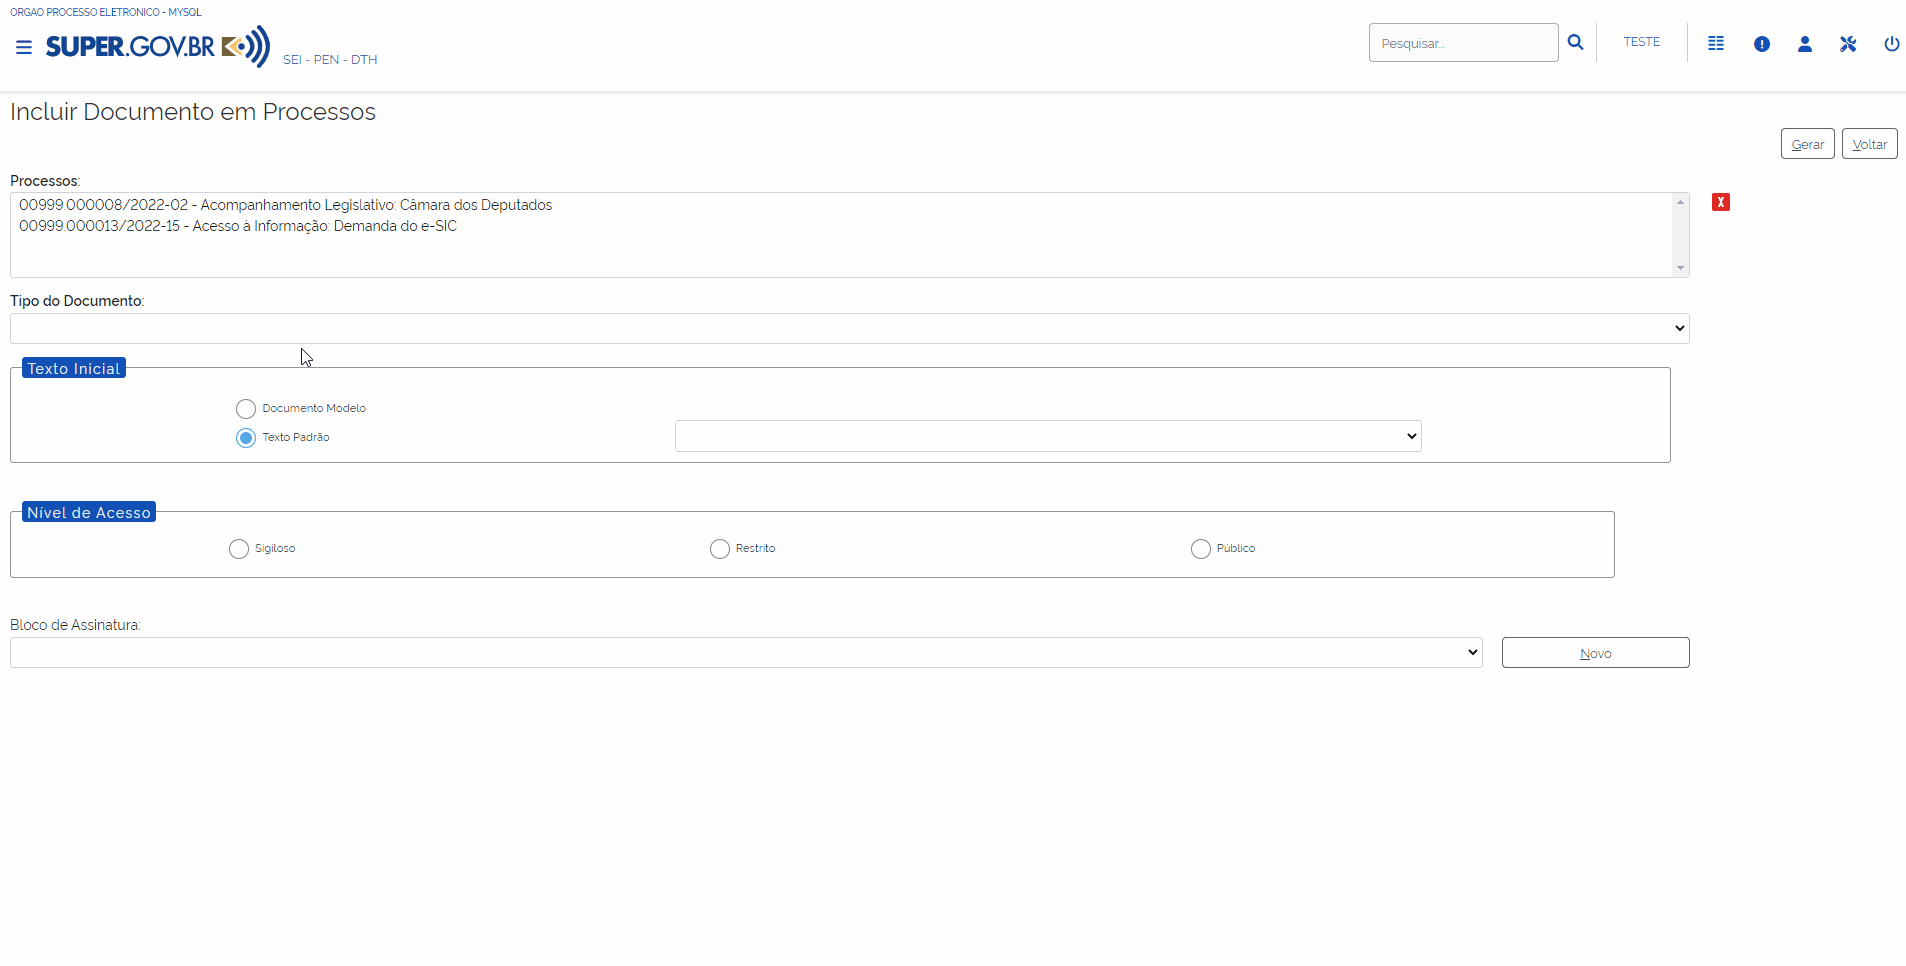 ORGAO PROCESSO ELETRONICO - MYSQL
SUPER.GOV.BR
SEI - PEN - DTH
Pesquisar...
TESTE
Incluir Documento em Processos
Gerar
Voltar
Processos:
00999.000008/2022-02 - Acompanhamento Legislativo: Câmara dos Deputados
00999.000013/2022-15 - Acesso à Informação: Demanda do e-SIC
X
Tipo do Documento:
Texto Inicial
Documento Modelo
Texto Padrão
Nível de Acesso
Sigiloso
Restrito
Público
Bloco de Assinatura:
Novo